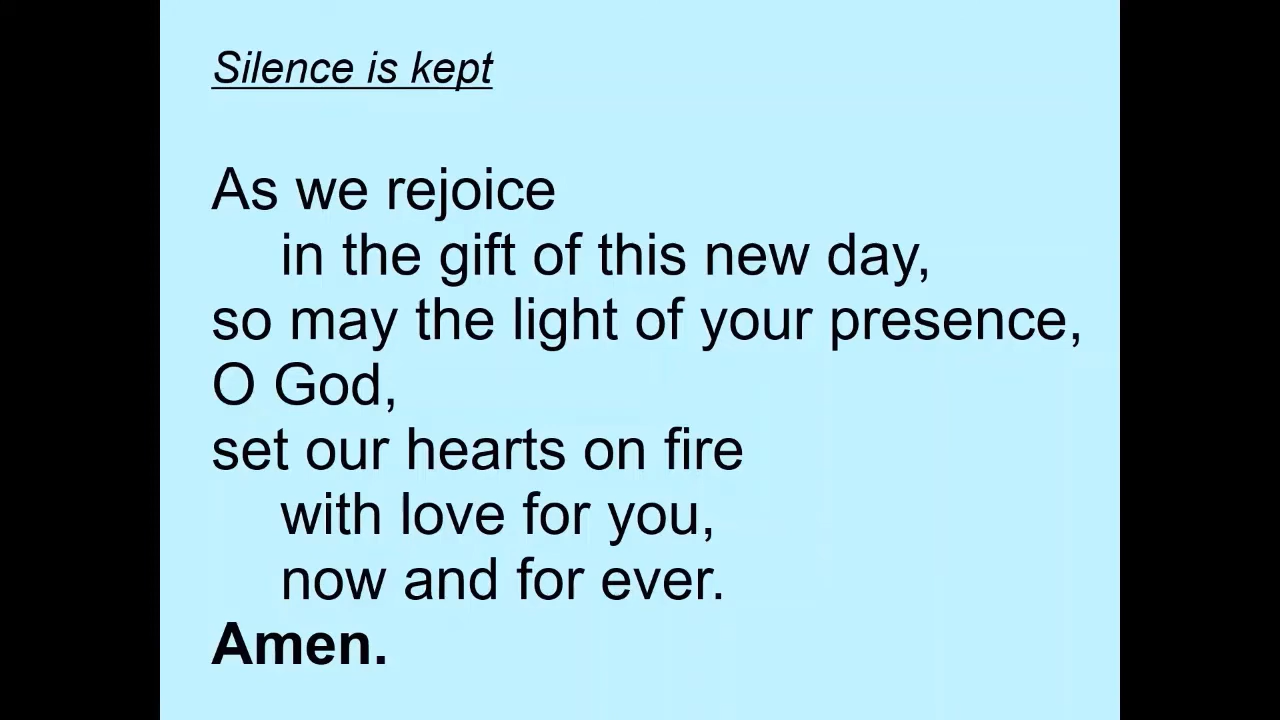 Silence is kept
As we rejoice
in the gift of this new day,
so may the light of your presence,
O God,
set our hearts on fire
with love for you,
now and for ever.
Amen.